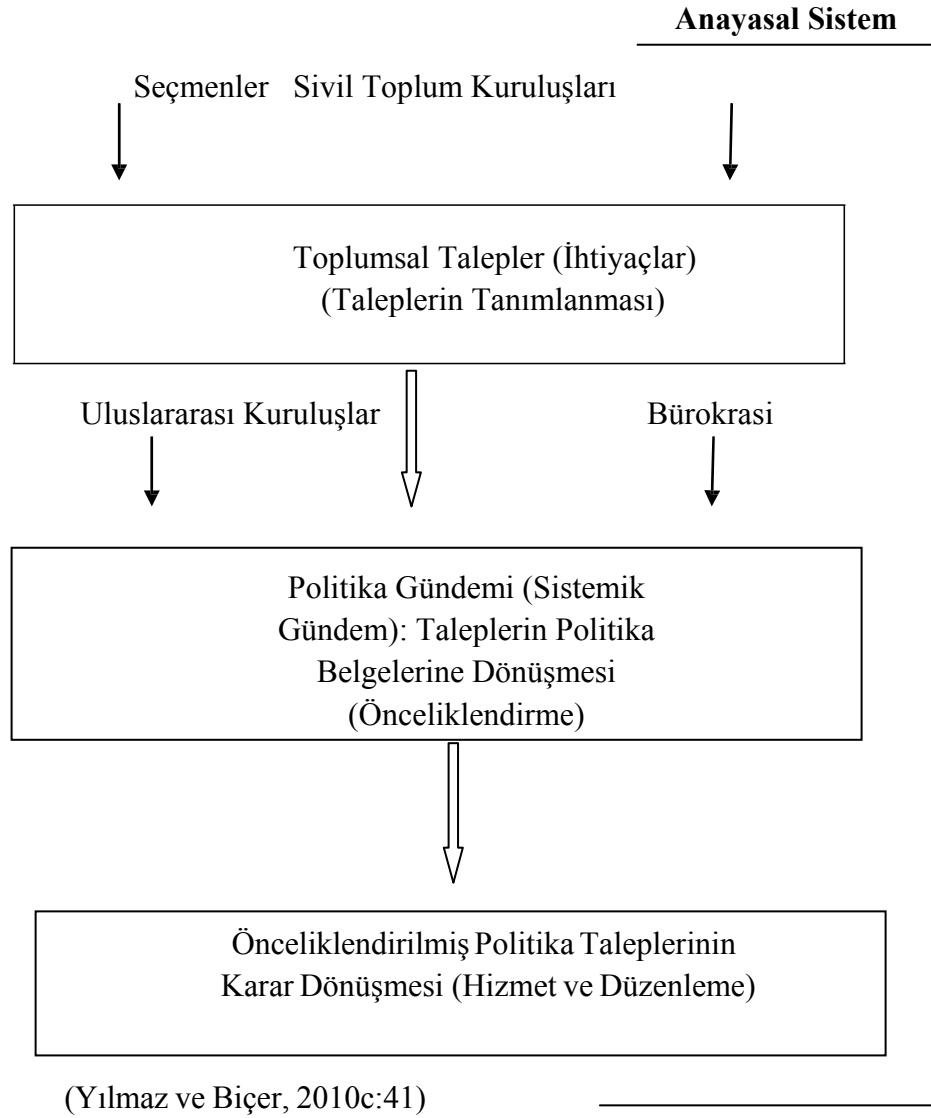 Anayasal Sistem
Seçmenler Sivil Toplum Kuruluşları
Toplumsal Talepler (İhtiyaçlar)
(Taleplerin Tanımlanması)
Uluslararası Kuruluşlar Bürokrasi
Politika Gündemi (Sistemik
Gündem): Taleplerin Politika
Belgelerine Dönüşmesi
(Önceliklendirme)
Önceliklendirilmiş Politika Taleplerinin
Karar Dönüşmesi (Hizmet ve Düzenleme)
(Yılmaz ve Biçer, 2010c:41)